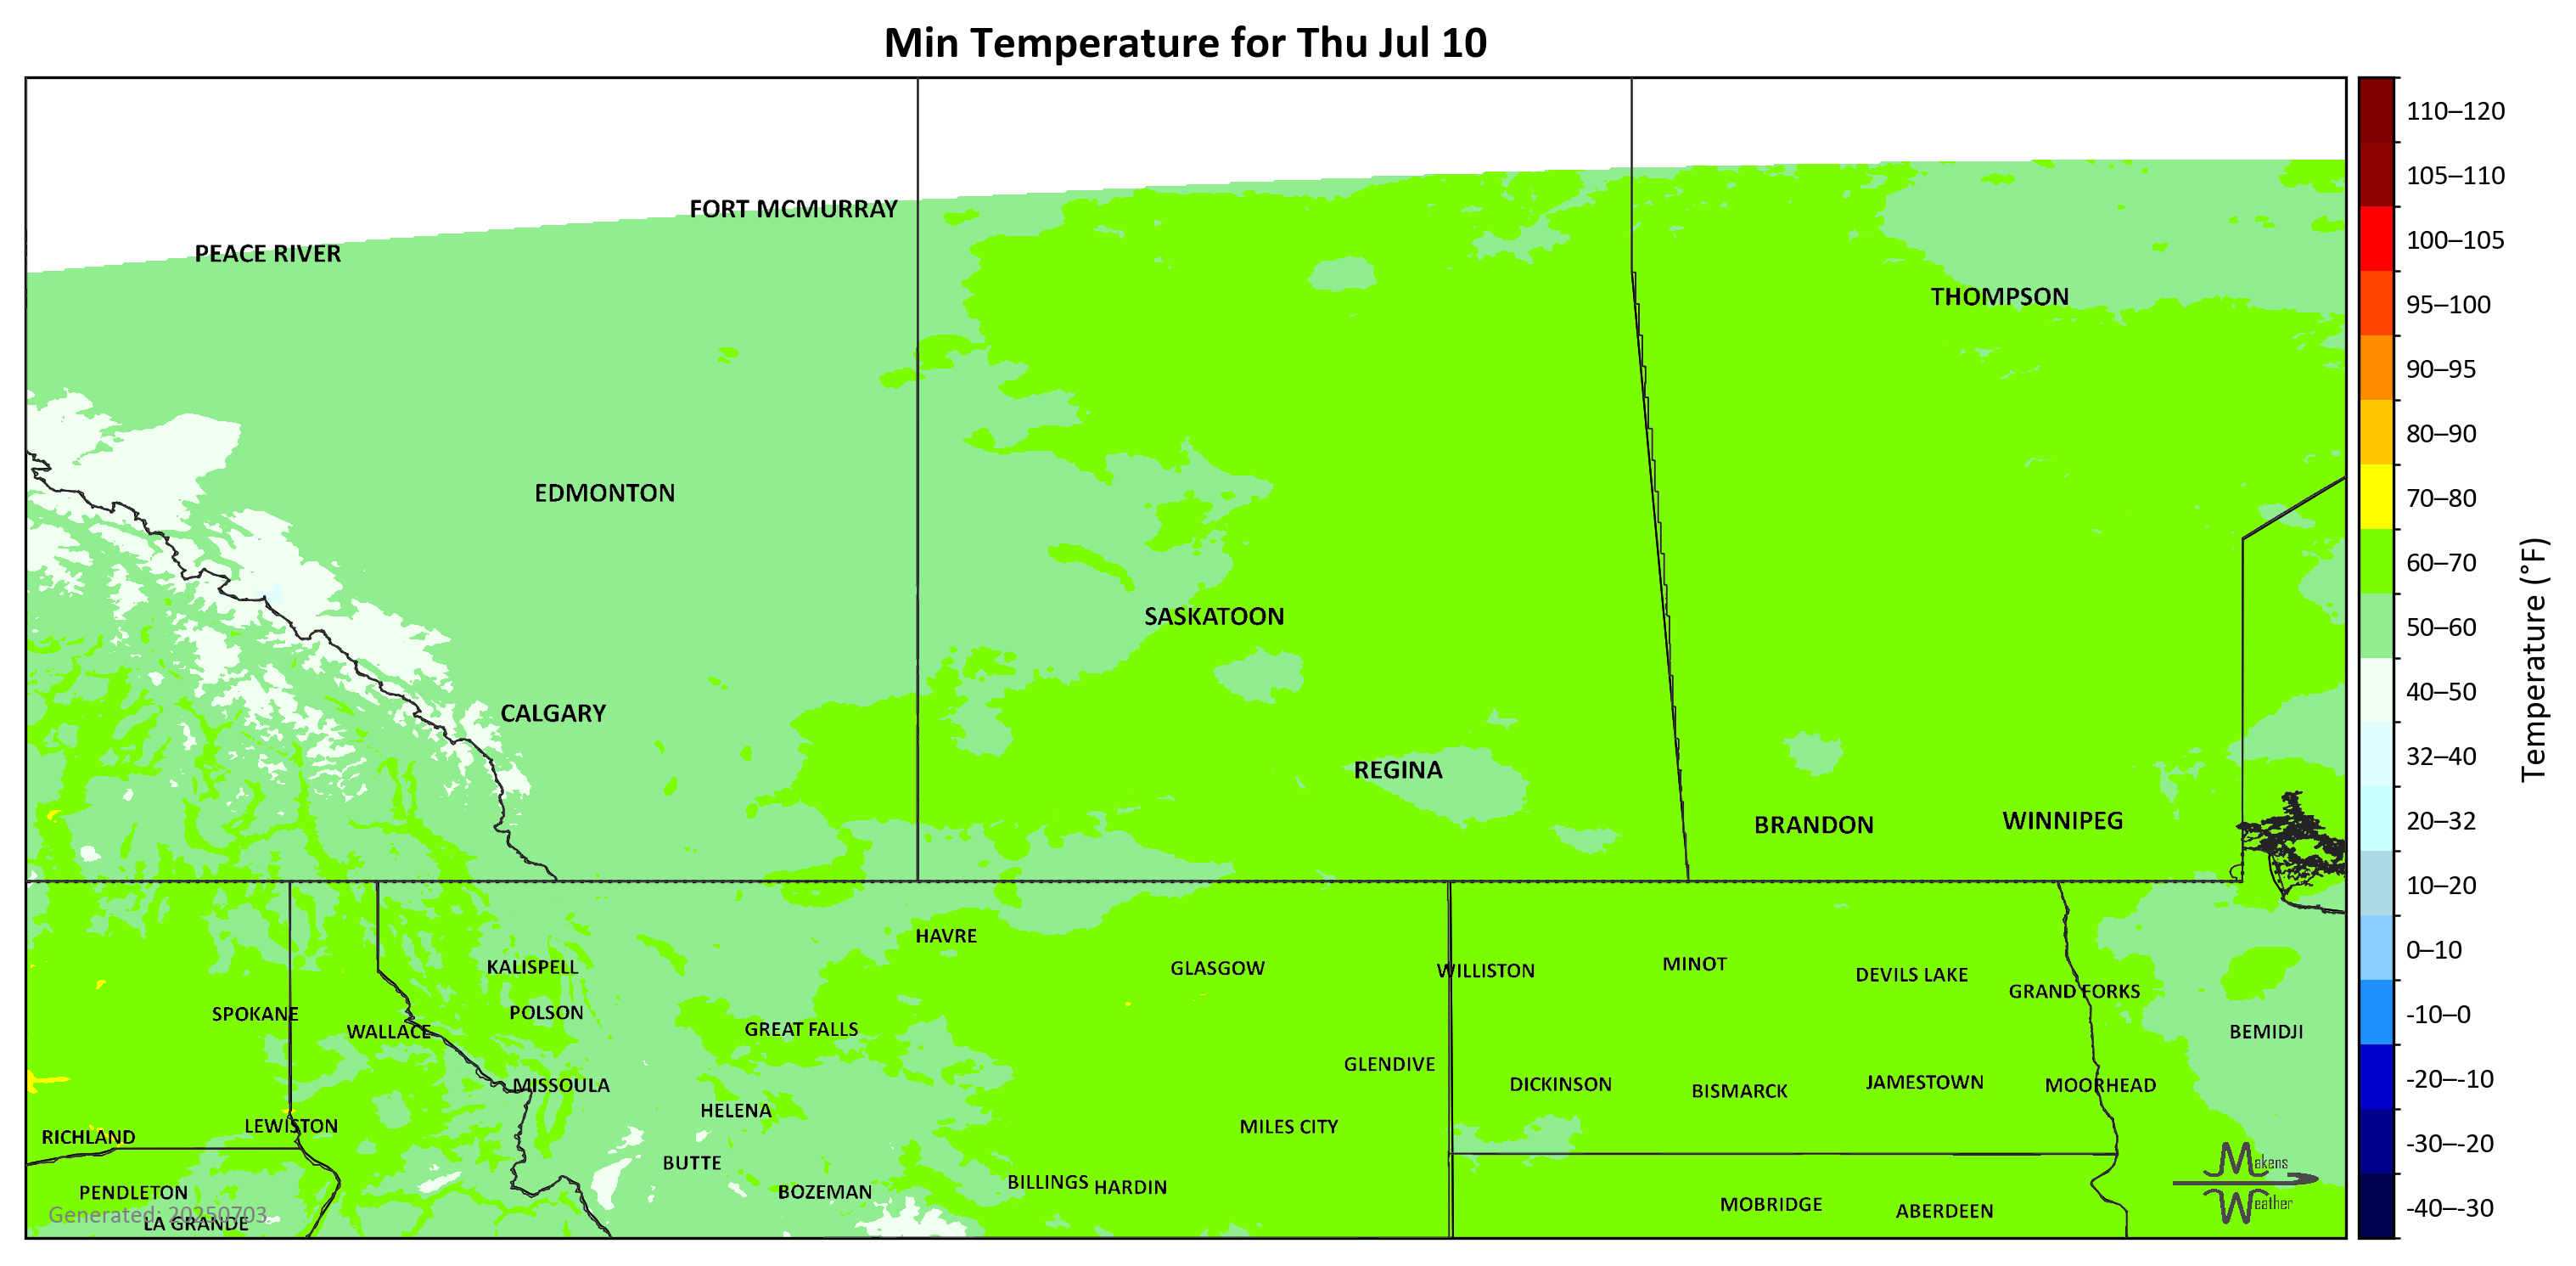 Min Temperature for Thu Jul 10
110–120
105–110
100–105
95–100
90–95
80–90
70–80
60–70
50–60
40–50
32–40
20–32
10–20
0–10
-10–0
-20–-10
-30–-20
-40–-30
Temperature (°F)
FORT MCMURRAY
PEACE RIVER
THOMPSON
EDMONTON
SASKATOON
CALGARY
REGINA
BRANDON
WINNIPEG
HAVRE
KALISPELL
GLASGOW
WILLISTON
MINOT
DEVILS LAKE
GRAND FORKS
SPOKANE
POLSON
WALLACE
GREAT FALLS
BEMIDJI
GLENDIVE
MISSOULA
DICKINSON
BISMARCK
JAMESTOWN
MOORHEAD
HELENA
LEWISTON
MILES CITY
RICHLAND
BUTTE
PENDLETON
BOZEMAN
BILLINGS
HARDIN
MOBRIDGE
ABERDEEN
LA GRANDE
Generated: 20250703
Makens
Weather